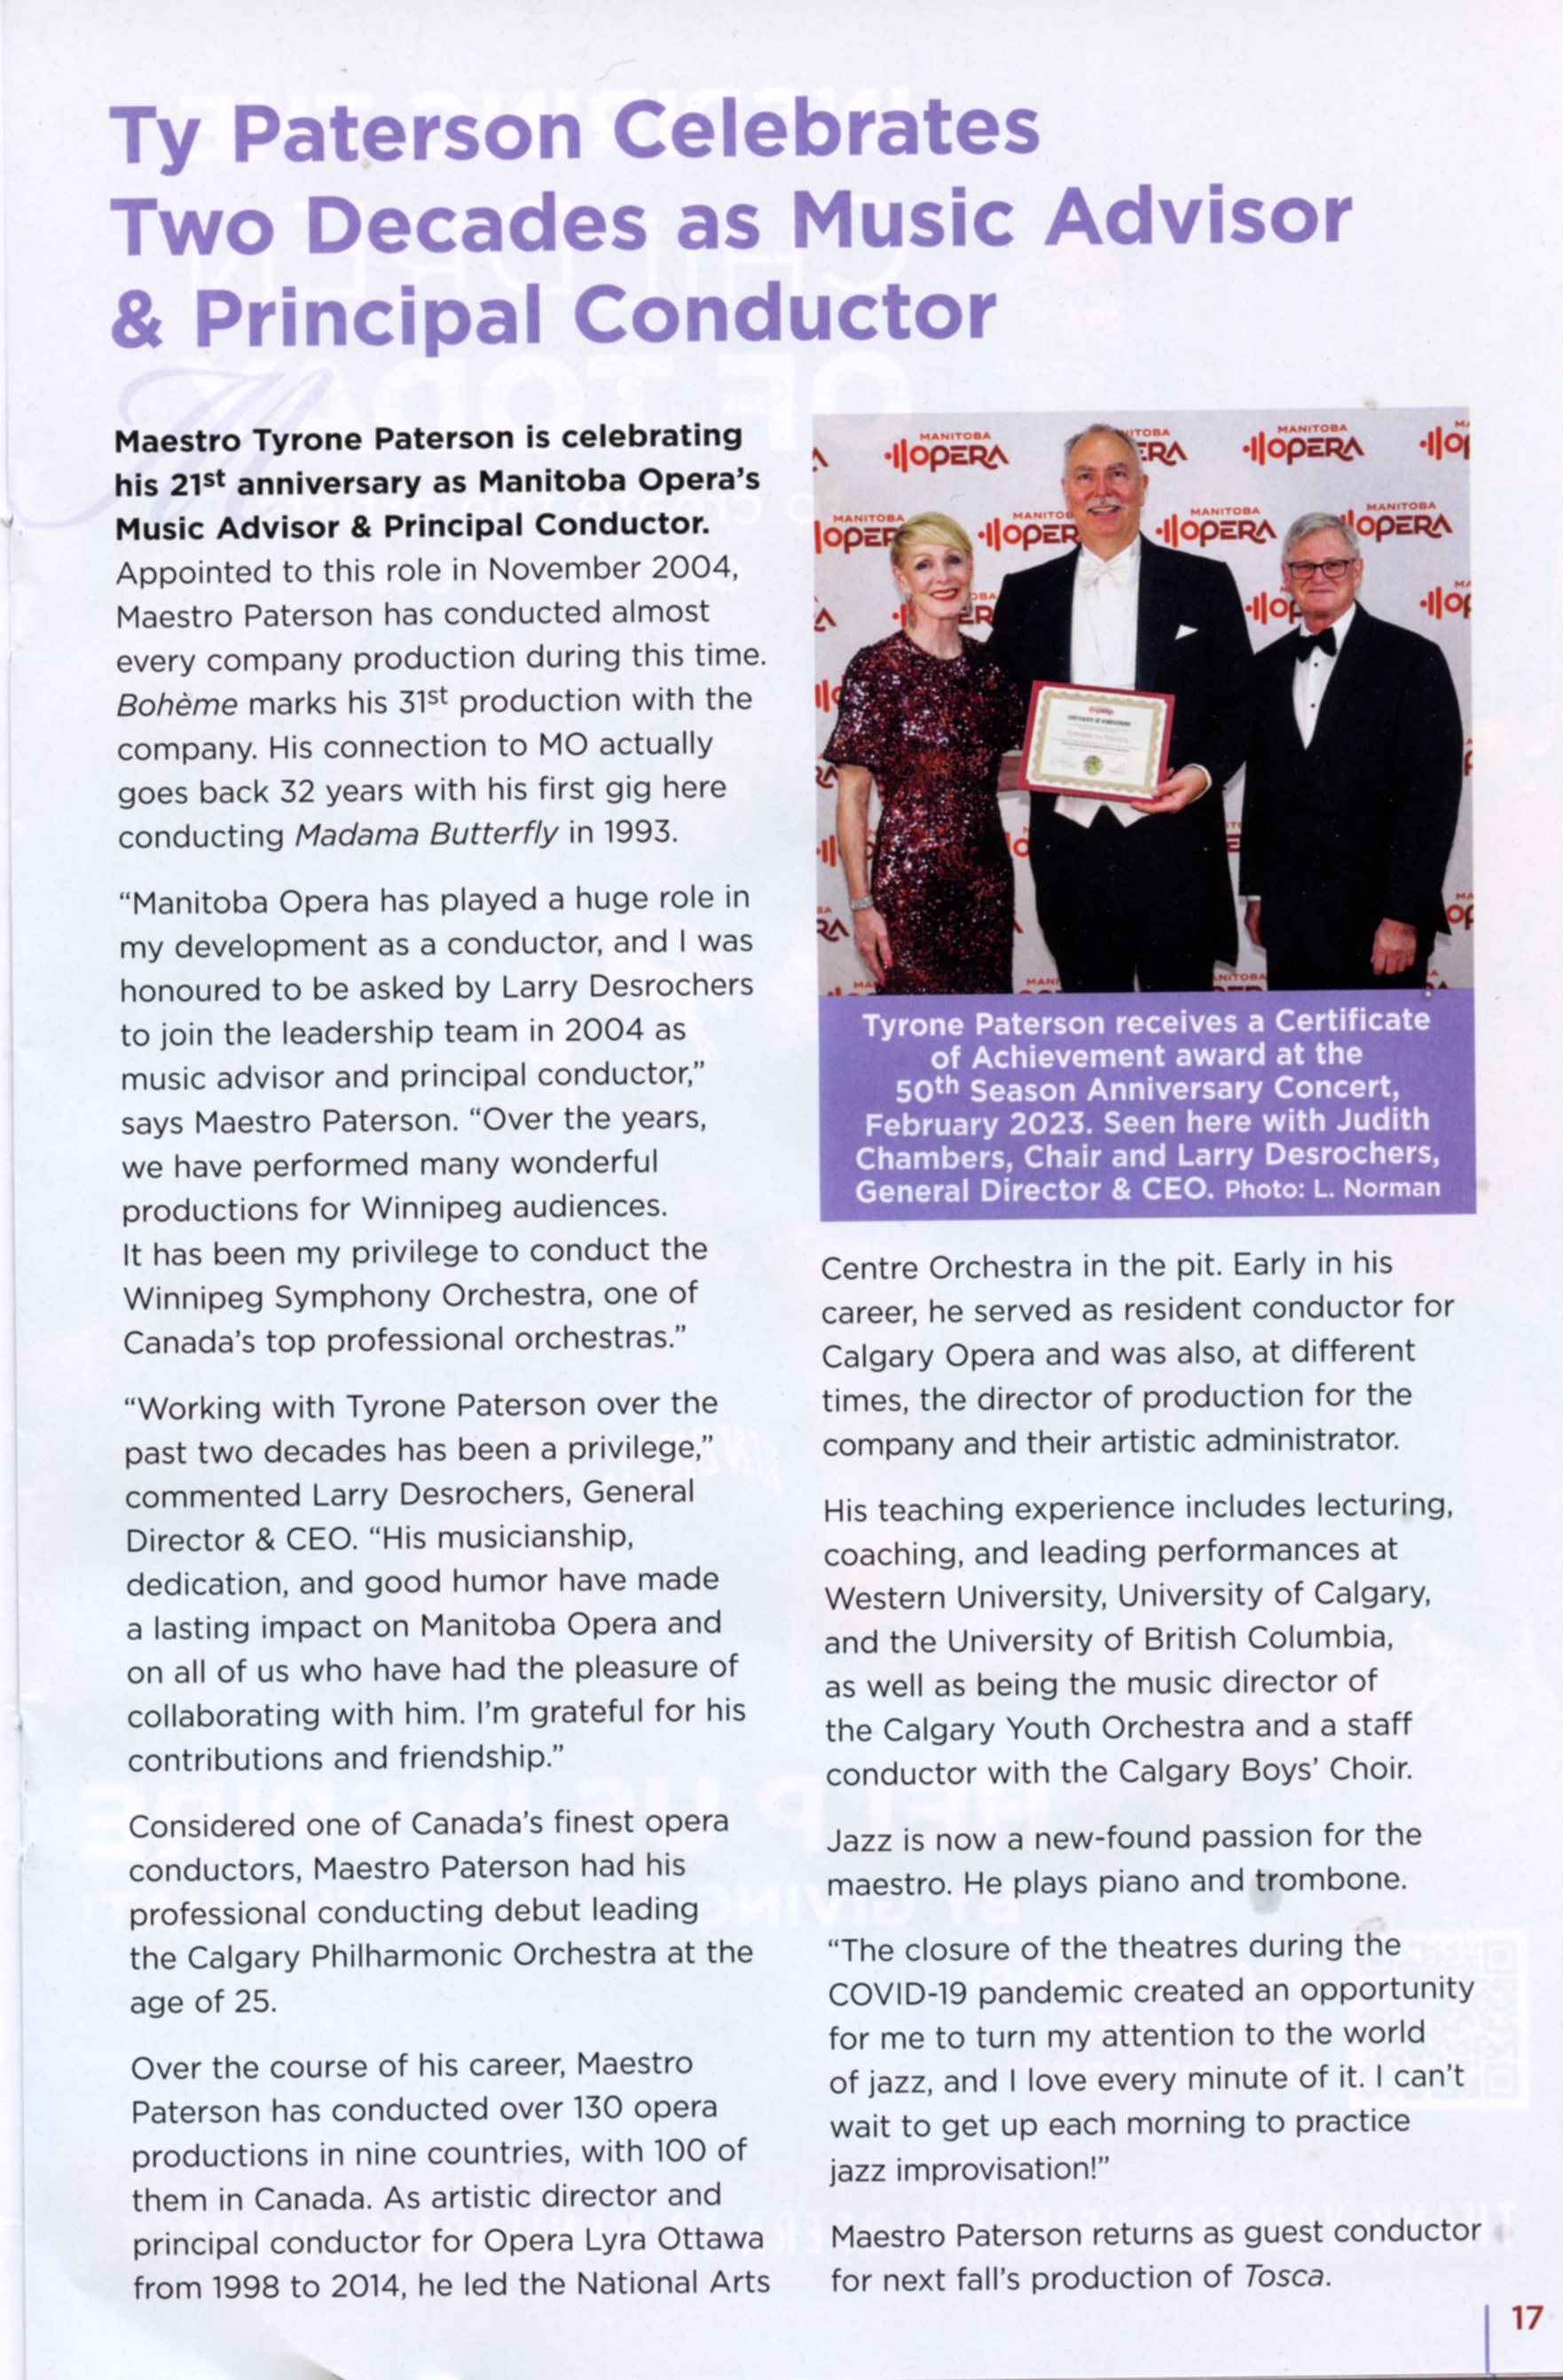 Ty Paterson Celebrates
Two Decades as Music Advisor
& Principal Conductor
Maestro Tyrone Paterson is celebrating
his 21st anniversary as Manitoba Opera's
Music Advisor & Principal Conductor.
Appointed to this role in November 2004,
Maestro Paterson has conducted almost
every company production during this time.
Bohème marks his 31st production with the
company. His connection to MO actually
goes back 32 years with his first gig here
conducting Madama Butterfly in 1993.
“Manitoba Opera has played a huge role in
my development as a conductor, and I was
honoured to be asked by Larry Desrochers
to join the leadership team in 2004 as
music advisor and principal conductor,”
says Maestro Paterson. “Over the years,
we have performed many wonderful
productions for Winnipeg audiences.
It has been my privilege to conduct the
Winnipeg Symphony Orchestra, one of
Canada's top professional orchestras.”
“Working with Tyrone Paterson over the
past two decades has been a privilege,”
commented Larry Desrochers, General
Director & CEO. “His musicianship,
dedication, and good humor have made
a lasting impact on Manitoba Opera and
on all of us who have had the pleasure of
collaborating with him. I'm grateful for his
contributions and friendship.”
Considered one of Canada's finest opera
conductors, Maestro Paterson had his
professional conducting debut leading
the Calgary Philharmonic Orchestra at the
age of 25.
Over the course of his career, Maestro
Paterson has conducted over 130 opera
productions in nine countries, with 100 of
them in Canada. As artistic director and
principal conductor for Opera Lyra Ottawa
from 1998 to 2014, he led the National Arts
MANITOBA
OPERA
Tyrone Paterson receives a Certificate
of Achievement award at the
50th Season Anniversary Concert,
February 2023. Seen here with Judith
Chambers, Chair and Larry Desrochers,
General Director & CEO. Photo: L. Norman
Centre Orchestra in the pit. Early in his
career, he served as resident conductor for
Calgary Opera and was also, at different
times, the director of production for the
company and their artistic administrator.
His teaching experience includes lecturing,
coaching, and leading performances at
Western University, University of Calgary,
and the University of British Columbia,
as well as being the music director of
the Calgary Youth Orchestra and a staff
conductor with the Calgary Boys' Choir.
Jazz is now a new-found passion for the
maestro. He plays piano and trombone.
“The closure of the theatres during the
COVID-19 pandemic created an opportunity
for me to turn my attention to the world
of jazz, and I love every minute of it. I can't
wait to get up each morning to practice
jazz improvisation!”
Maestro Paterson returns as guest conductor
for next fall's production of Tosca.
17